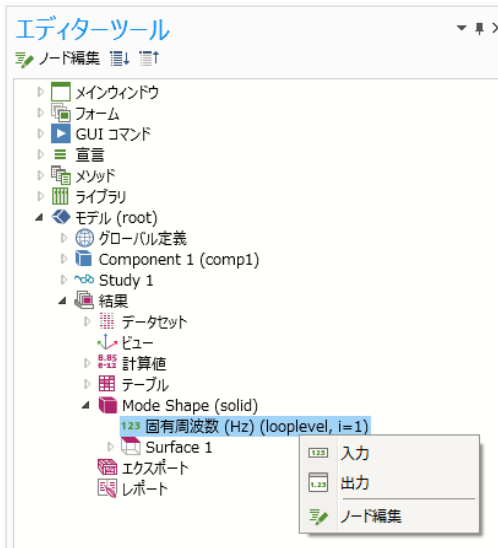 エディターツール
ノード編集
メインウィンドウ
フォーム
GUI コマンド
宣言
メソッド
ライブラリ
モデル (root)
グローバル定義
Component 1 (comp1)
Study 1
結果
データセット
ビュー
8.85
e-12
計算値
テーブル
Mode Shape (solid)
123 固有周波数 (Hz) (looplevel, i=1)
Surface 1
123 入力
エクスポート
1.23 出力
レポート
ノード編集